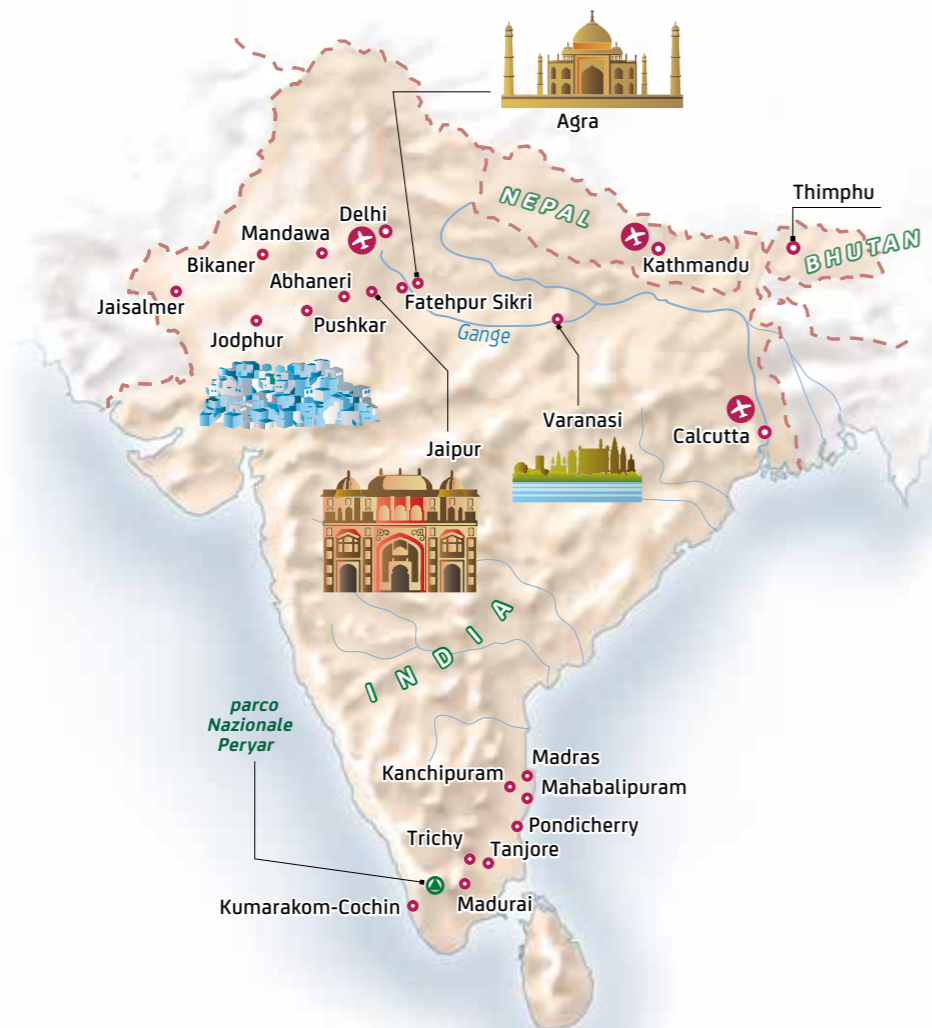 Agra
NEPAL
Thimphu
Delhi
Mandawa
Bikaner
Kathmandu
BHUTAN
Abhaneri
Jaisalmer
Fatehpur Sikri
Pushkar
Jodphur
Gange
Varanasi
Calcutta
Jaipur
INDIA
parco
Nazionale
Peryar
Madras
Kanchipuram
Mahabalipuram
Pondicherry
Trichy
Tanjore
Madurai
Kumarakom-Cochin